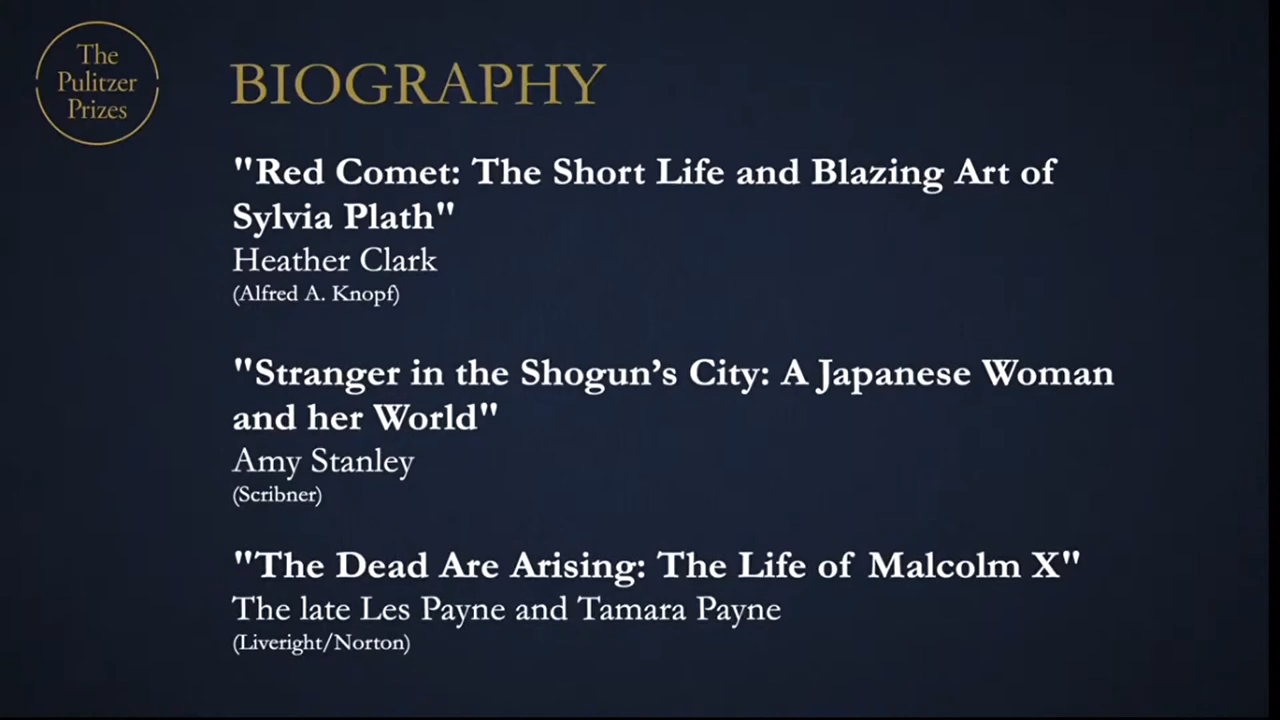 The
Pulitzer
Prizes
BIOGRAPHY
"Red Comet: The Short Life and Blazing Art of
Sylvia Plath"
Heather Clark
(Alfred A. Knopf)
"Stranger in the Shogun’s City: A Japanese Woman
and her World"
Amy Stanley
(Scribner)
"The Dead Are Arising: The Life of Malcolm X"
The late Les Payne and Tamara Payne
(Liveright/Norton)